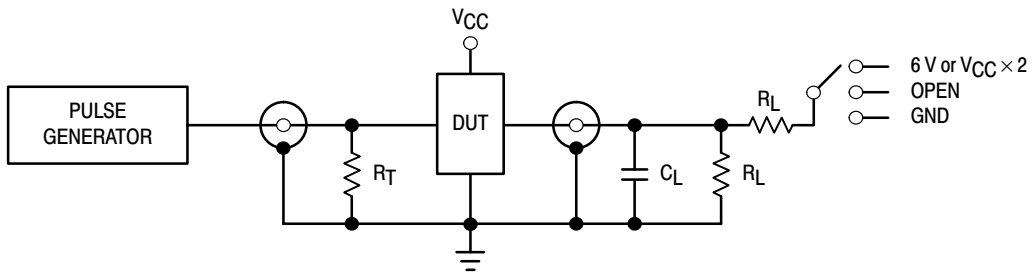 VCC
6 V or VCC × 2
OPEN
GND
PULSE
GENERATOR
DUT
RL
RT
CL
RL